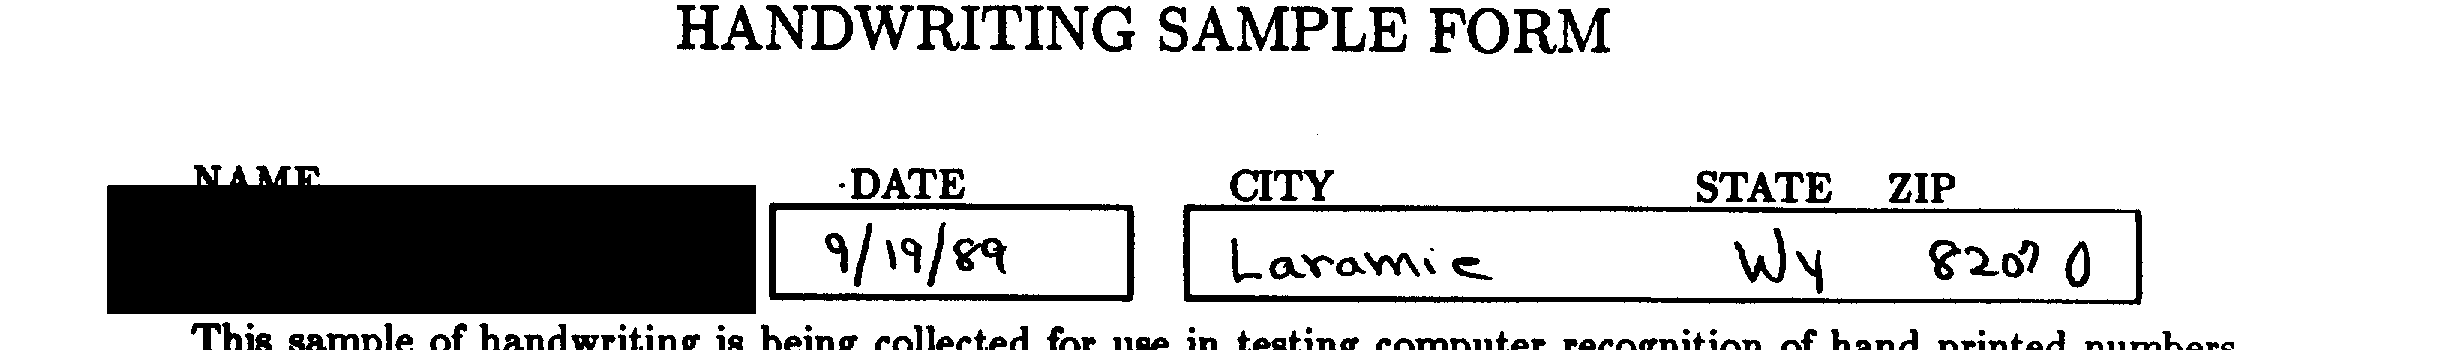 HANDWRITING SAMPLE FORM
NAME DATE CITY STATE ZIP
9/19/89 Laramie Wy 82070
This sample of handwriting is being collected for use in testing computer recognition of hand printed numbers